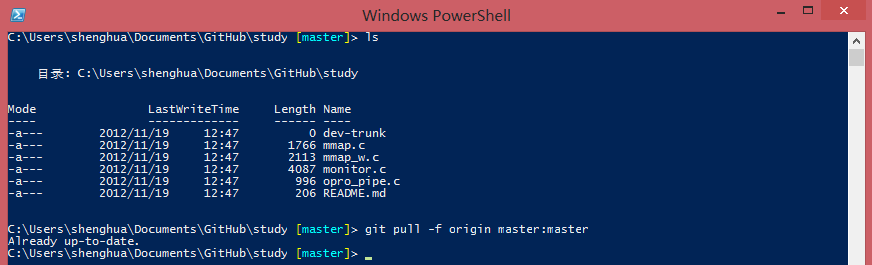 Windows PowerShell
C:\Users\shenghua\Documents\GitHub\study [master]> ls
目录: C:\Users\shenghua\Documents\GitHub\study
Mode LastWriteTime Length Name
---- ------------- ------ ----
-a--- 2012/11/19 12:47 0 dev-trunk
-a--- 2012/11/19 12:47 1766 mmap.c
-a--- 2012/11/19 12:47 2113 mmap_w.c
-a--- 2012/11/19 12:47 4087 monitor.c
-a--- 2012/11/19 12:47 996 opro_pipe.c
-a--- 2012/11/19 12:47 206 README.md
C:\Users\shenghua\Documents\GitHub\study [master]> git pull -f origin master:master
Already up-to-date.
C:\Users\shenghua\Documents\GitHub\study [master]> _